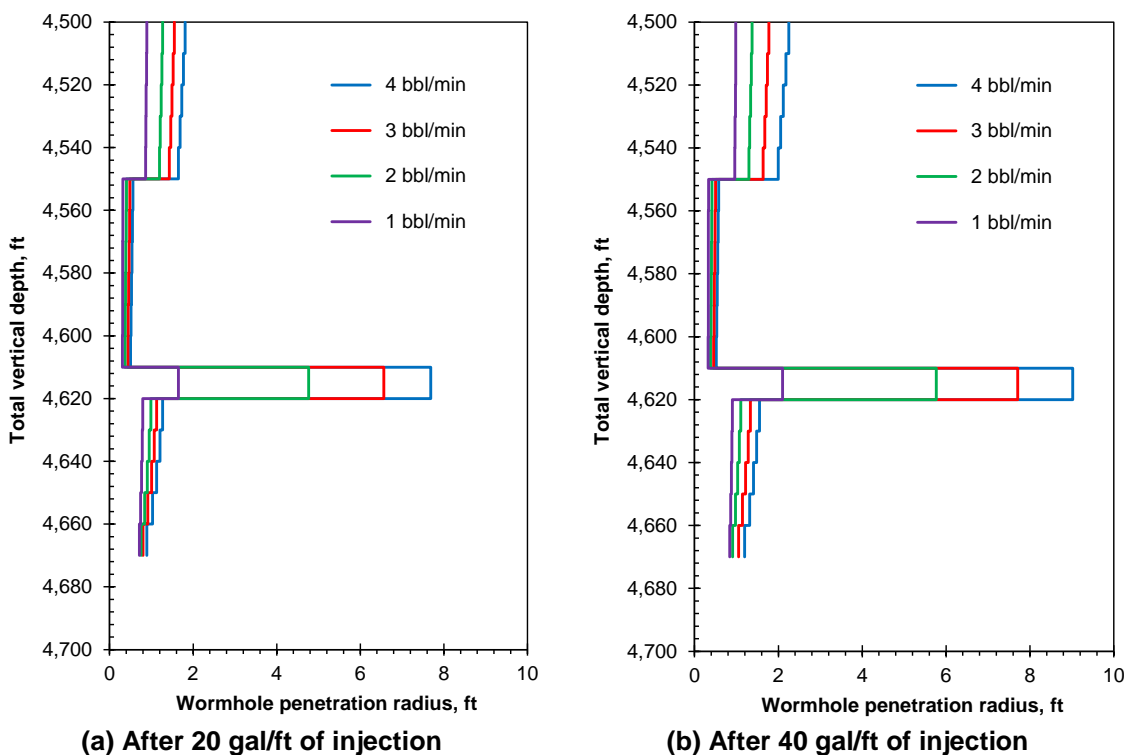 4,500
4,520
4,540
4,560
4,580
4,600
4,620
4,640
4,660
4,680
4,700
Total vertical depth, ft
4 bbl/min
3 bbl/min
2 bbl/min
1 bbl/min
0 2 4 6 8 10
Wormhole penetration radius, ft
(a) After 20 gal/ft of injection
4,500
4,520
4,540
4,560
4,580
4,600
4,620
4,640
4,660
4,680
4,700
Total vertical depth, ft
4 bbl/min
3 bbl/min
2 bbl/min
1 bbl/min
0 2 4 6 8 10
Wormhole penetration radius, ft
(b) After 40 gal/ft of injection